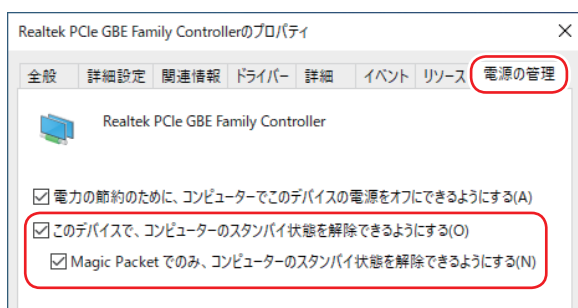 Realtek PCIe GBE Family Controllerのプロパティ
全般 詳細設定 関連情報 ドライバー 詳細 イベント リソース 電源の管理
Realtek PCIe GBE Family Controller
電力の節約のために、コンピューターでこのデバイスの電源をオフにできるようにする(A)
このデバイスで、コンピューターのスタンバイ状態を解除できるようにする(O)
Magic Packet でのみ、コンピューターのスタンバイ状態を解除できるようにする(N)